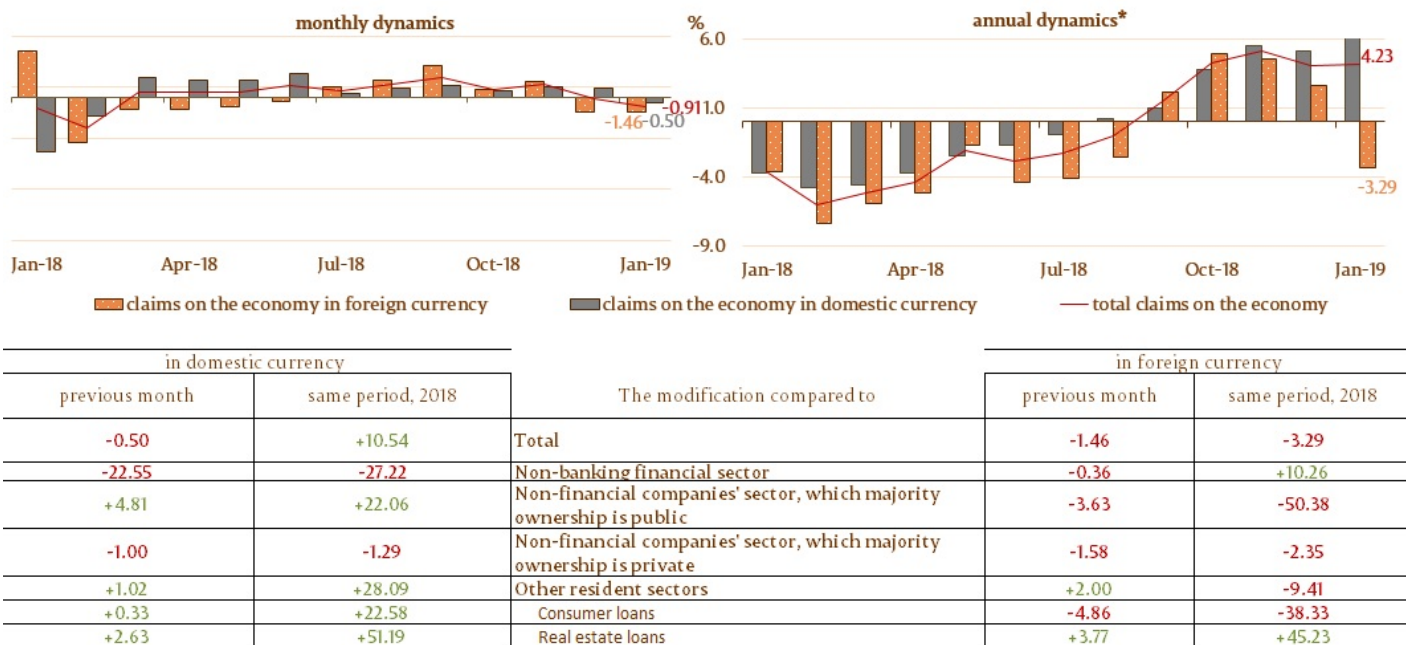 monthly dynamics
-0.91
-1.46
-0.50
Jan-18 Apr-18 Jul-18 Oct-18 Jan-19
annual dynamics*
%
6.0
1.0
-4.0
-9.0
4.23
-3.29
Jan-18 Apr-18 Jul-18 Oct-18 Jan-19
claims on the economy in foreign currency claims on the economy in domestic currency total claims on the economy
in domestic currency in foreign currency
previous month same period, 2018 The modification compared to previous month same period, 2018
-0.50 +10.54 Total -1.46 -3.29
-22.55 -27.22 Non-banking financial sector -0.36 +10.26
+4.81 +22.06 Non-financial companies' sector, which majority
ownership is public -3.63 -50.38
-1.00 -1.29 Non-financial companies' sector, which majority
ownership is private -1.58 -2.35
+1.02 +28.09 Other resident sectors +2.00 -9.41
+0.33 +22.58 Consumer loans -4.86 -38.33
+2.63 +51.19 Real estate loans +3.77 +45.23